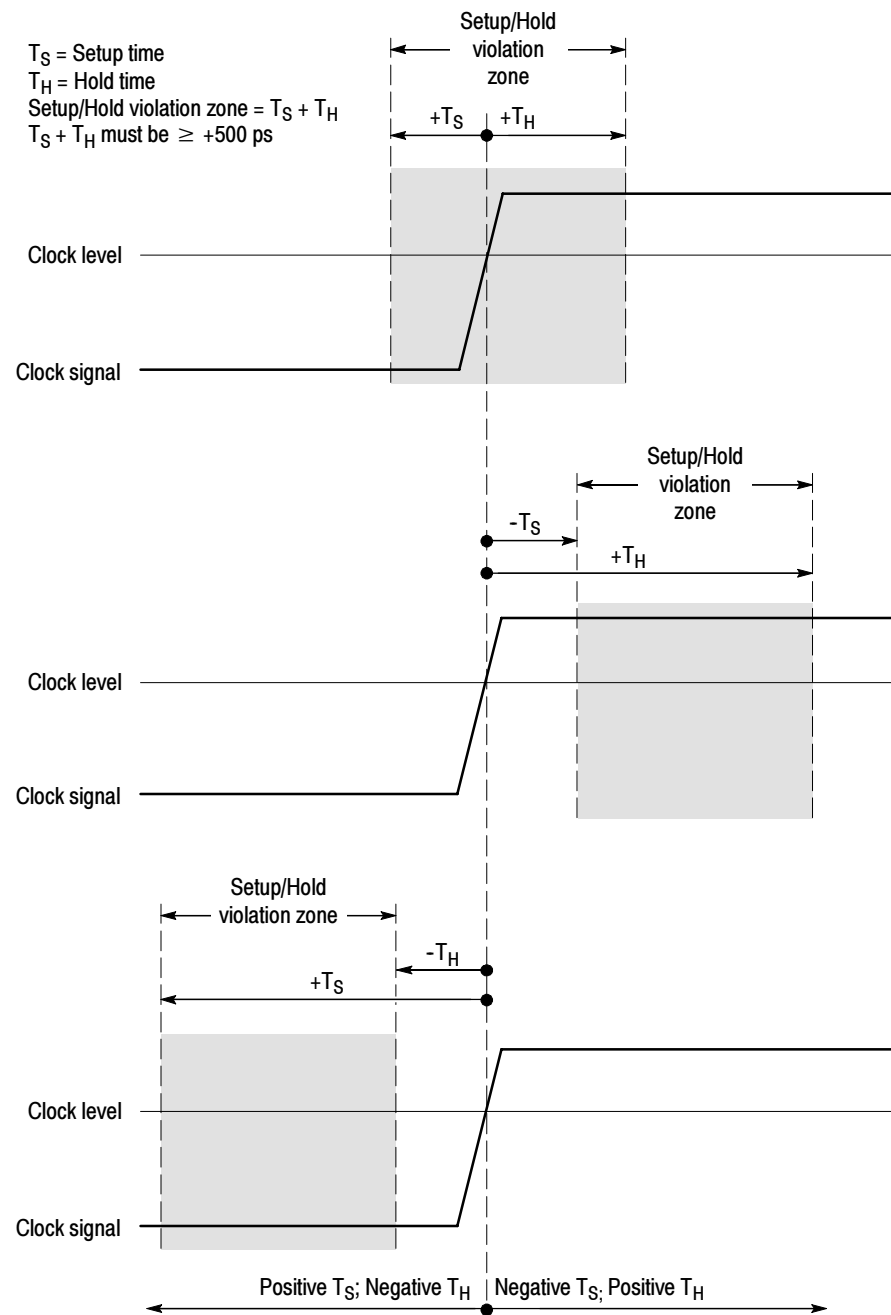 Setup/Hold
violation
zone
T_S = Setup time
T_H = Hold time
Setup/Hold violation zone = T_S + T_H
T_S + T_H must be ≥ +500 ps
+T_S
+T_H
Clock level
Clock signal
Setup/Hold
violation
zone
-T_S
+T_H
Clock level
Clock signal
Setup/Hold
violation zone
-T_H
+T_S
Clock level
Clock signal
Positive T_S; Negative T_H
Negative T_S; Positive T_H